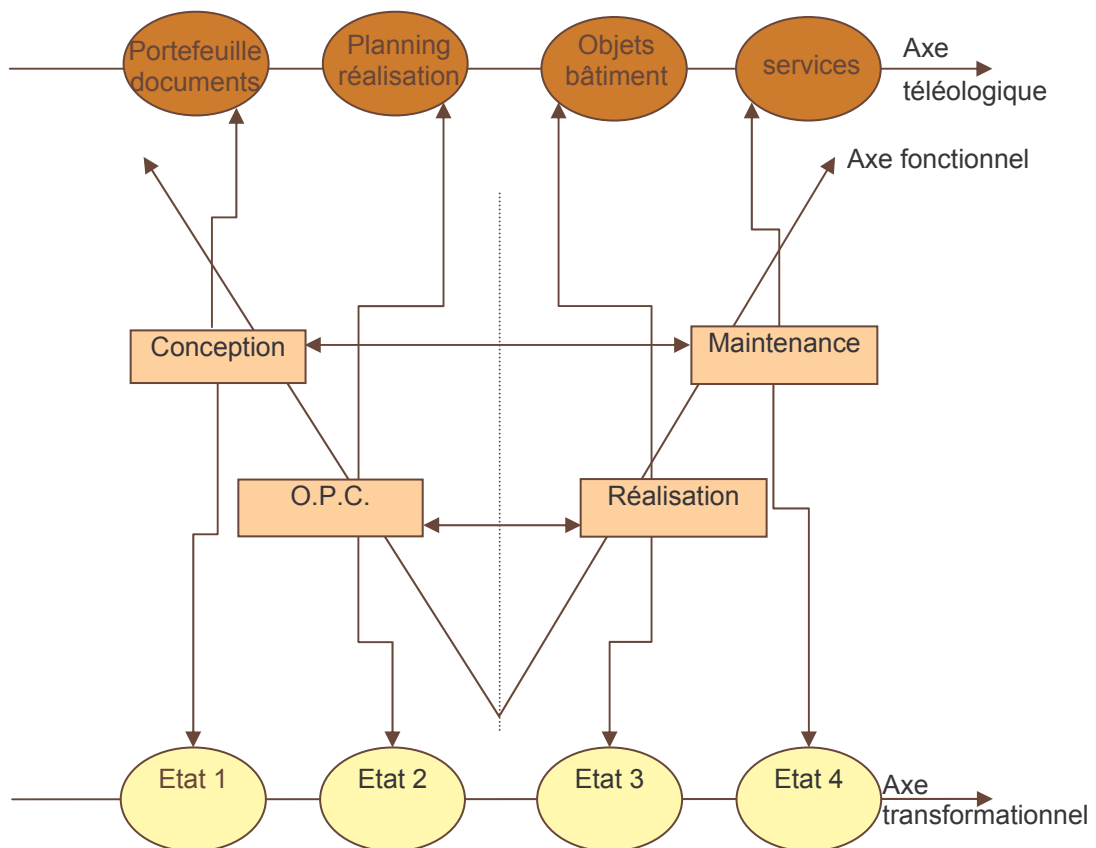 Portefeuille
documents
Planning
réalisation
Objets
bâtiment
services
Axe
téléologique
Axe fonctionnel
Conception
Maintenance
O.P.C.
Réalisation
Etat 1
Etat 2
Etat 3
Etat 4
Axe
transformationnel